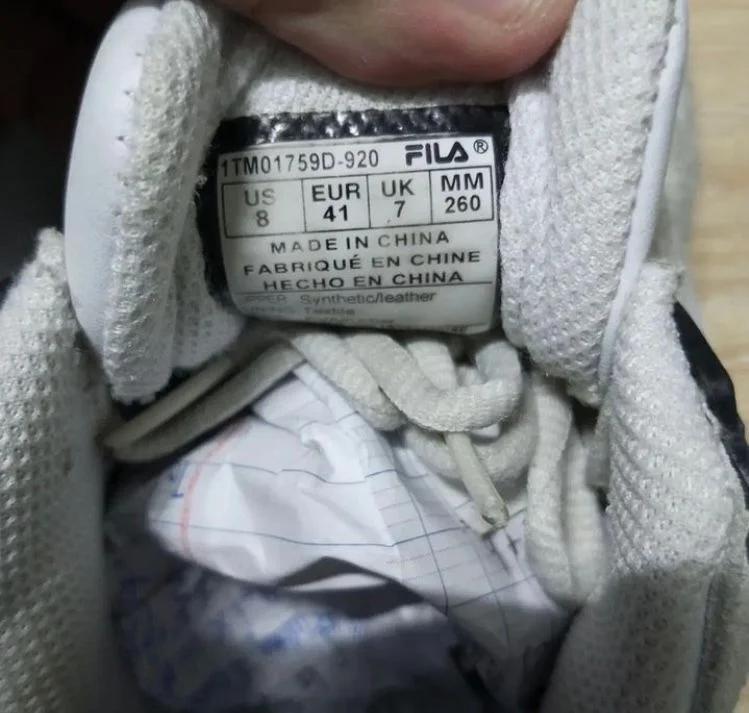 1TM01759D-920 FILA®
US 8 EUR 41 UK 7 MM 260
MADE IN CHINA
FABRIQUÉ EN CHINE
HECHO EN CHINA
UPPER Synthetic/leather